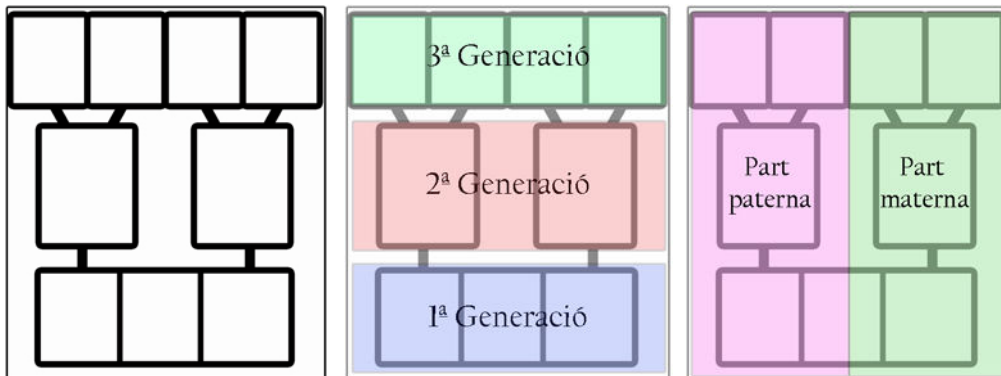 3ª Generació
2ª Generació
1ª Generació
Part
paterna
Part
materna